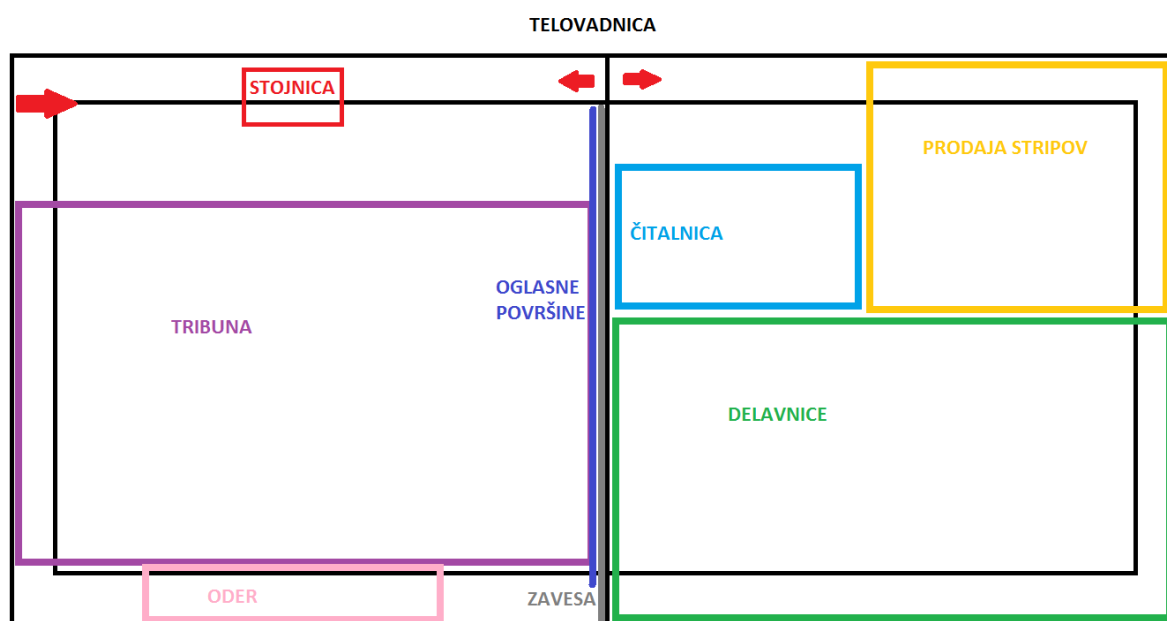 TELOVADNICA
STOJNICA
PRODAJA STRIPOV
ČITALNICA
OGLASNE
POVRŠINE
TRIBUNA
DELAVNICE
ODER
ZAVESA